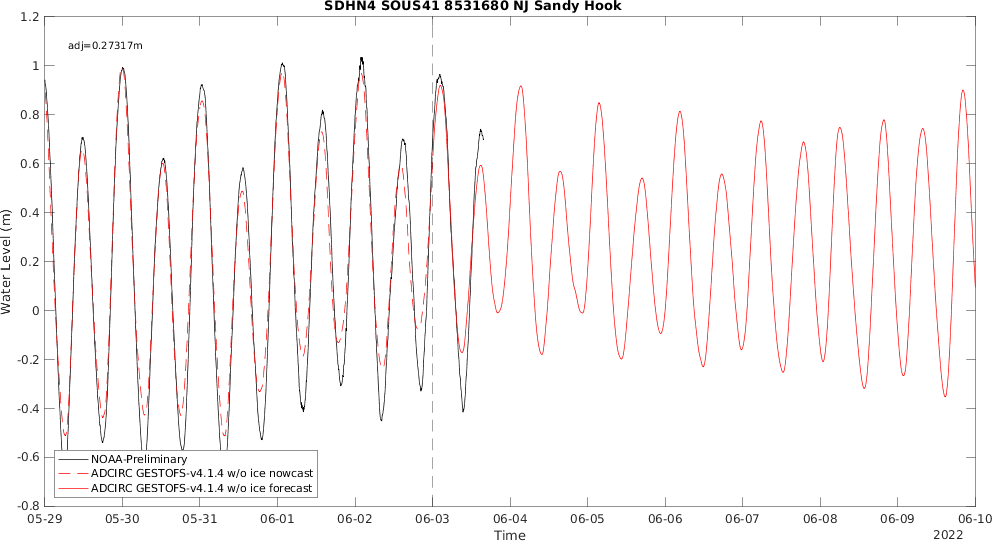 SDHN4 SOUS41 8531680 NJ Sandy Hook
adj=0.27317m
1.2
1
0.8
0.6
0.4
0.2
0
-0.2
-0.4
-0.6
-0.8
Water Level (m)
NOAA-Preliminary
ADCIRC GESTOFS-v4.1.4 w/o ice nowcast
ADCIRC GESTOFS-v4.1.4 w/o ice forecast
05-29 05-30 05-31 06-01 06-02 06-03 06-04 06-05 06-06 06-07 06-08 06-09 06-10
Time
2022